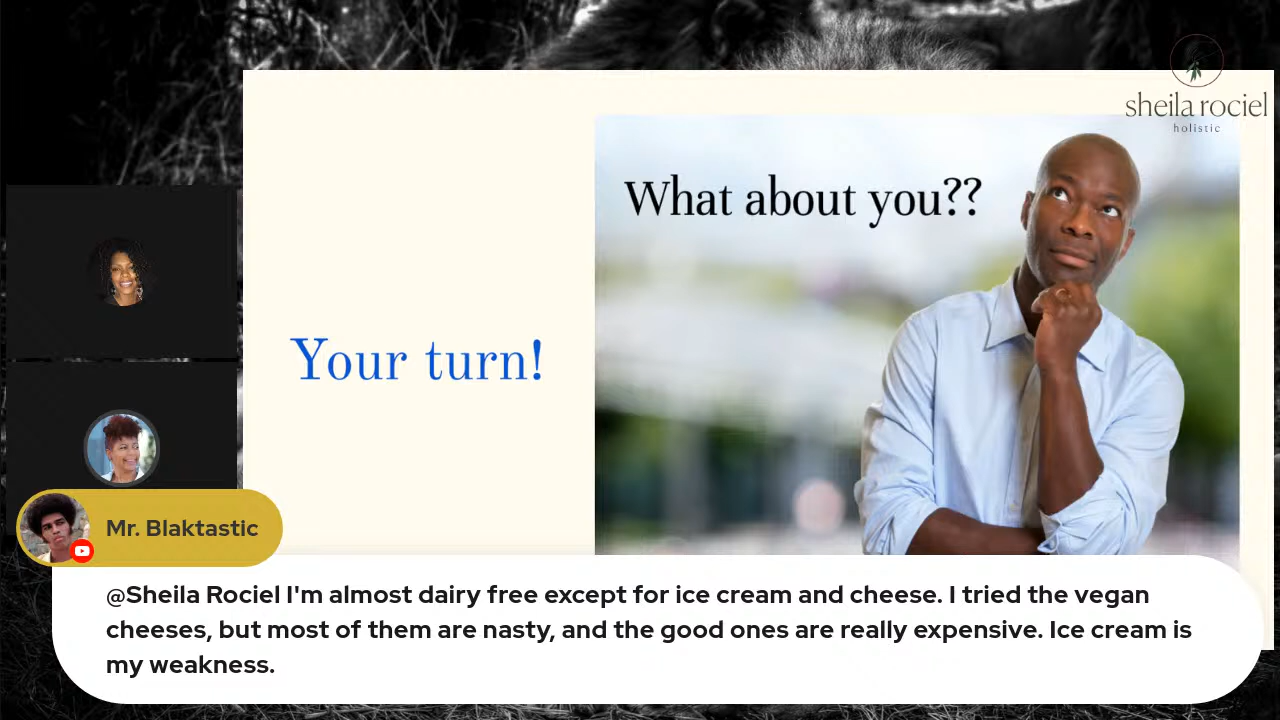 sheila rociel
holistic
What about you??
Your turn!
Mr. Blaktastic
@Sheila Rociel I'm almost dairy free except for ice cream and cheese. I tried the vegan
cheeses, but most of them are nasty, and the good ones are really expensive. Ice cream is
my weakness.